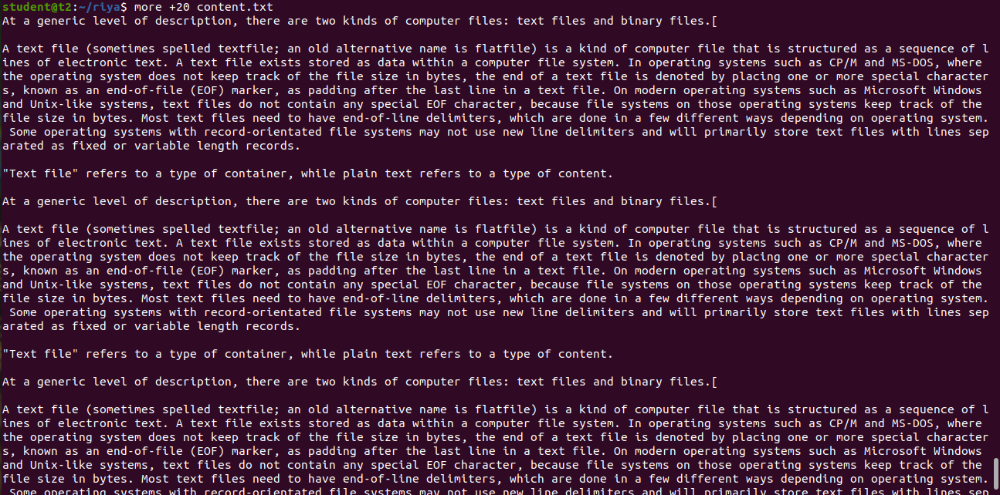 student@t2:~/riya$ more +20 content.txt
At a generic level of description, there are two kinds of computer files: text files and binary files.[
A text file (sometimes spelled textfile; an old alternative name is flatfile) is a kind of computer file that is structured as a sequence of l
ines of electronic text. A text file exists stored as data within a computer file system. In operating systems such as CP/M and MS-DOS, where
the operating system does not keep track of the file size in bytes, the end of a text file is denoted by placing one or more special character
s, known as an end-of-file (EOF) marker, as padding after the last line in a text file. On modern operating systems such as Microsoft Windows
and Unix-like systems, text files do not contain any special EOF character, because file systems on those operating systems keep track of the
file size in bytes. Most text files need to have end-of-line delimiters, which are done in a few different ways depending on operating system.
 Some operating systems with record-orientated file systems may not use new line delimiters and will primarily store text files with lines sep
arated as fixed or variable length records.
"Text file" refers to a type of container, while plain text refers to a type of content.
At a generic level of description, there are two kinds of computer files: text files and binary files.[
A text file (sometimes spelled textfile; an old alternative name is flatfile) is a kind of computer file that is structured as a sequence of l
ines of electronic text. A text file exists stored as data within a computer file system. In operating systems such as CP/M and MS-DOS, where
the operating system does not keep track of the file size in bytes, the end of a text file is denoted by placing one or more special character
s, known as an end-of-file (EOF) marker, as padding after the last line in a text file. On modern operating systems such as Microsoft Windows
and Unix-like systems, text files do not contain any special EOF character, because file systems on those operating systems keep track of the
file size in bytes. Most text files need to have end-of-line delimiters, which are done in a few different ways depending on operating system.
 Some operating systems with record-orientated file systems may not use new line delimiters and will primarily store text files with lines sep
arated as fixed or variable length records.
"Text file" refers to a type of container, while plain text refers to a type of content.
At a generic level of description, there are two kinds of computer files: text files and binary files.[
A text file (sometimes spelled textfile; an old alternative name is flatfile) is a kind of computer file that is structured as a sequence of l
ines of electronic text. A text file exists stored as data within a computer file system. In operating systems such as CP/M and MS-DOS, where
the operating system does not keep track of the file size in bytes, the end of a text file is denoted by placing one or more special character
s, known as an end-of-file (EOF) marker, as padding after the last line in a text file. On modern operating systems such as Microsoft Windows
and Unix-like systems, text files do not contain any special EOF character, because file systems on those operating systems keep track of the
file size in bytes. Most text files need to have end-of-line delimiters, which are done in a few different ways depending on operating system.
 Some operating systems with record-orientated file systems may not use new line delimiters and will primarily store text files with lines sep